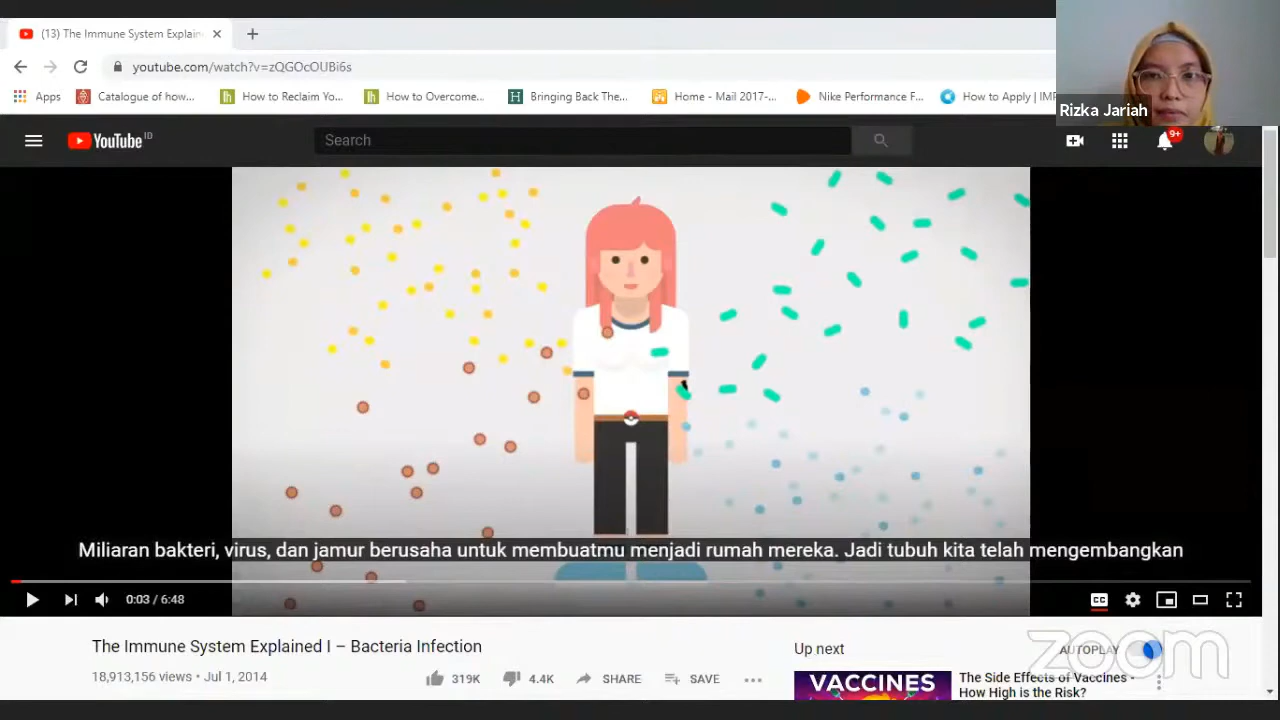 (13) The Immune System Explain
youtube.com/watch?v=zQGOcOUBi6s
Apps Catalogue of how... How to Reclaim Yo... How to Overcome... Bringing Back The... Home - Mail 2017-... Nike Performance F... How to Apply | IMP
Rizka Jariah
YouTube ID
Search
9+
Miliaran bakteri, virus, dan jamur berusaha untuk membuatmu menjadi rumah mereka. Jadi tubuh kita telah mengembangkan
0:03 / 6:48
CC
The Immune System Explained I – Bacteria Infection
18,913,156 views • Jul 1, 2014
319K 4.4K SHARE SAVE
Up next
AUTOPLAY
zoom
VACCINES
The Side Effects of Vaccines -
How High is the Risk?